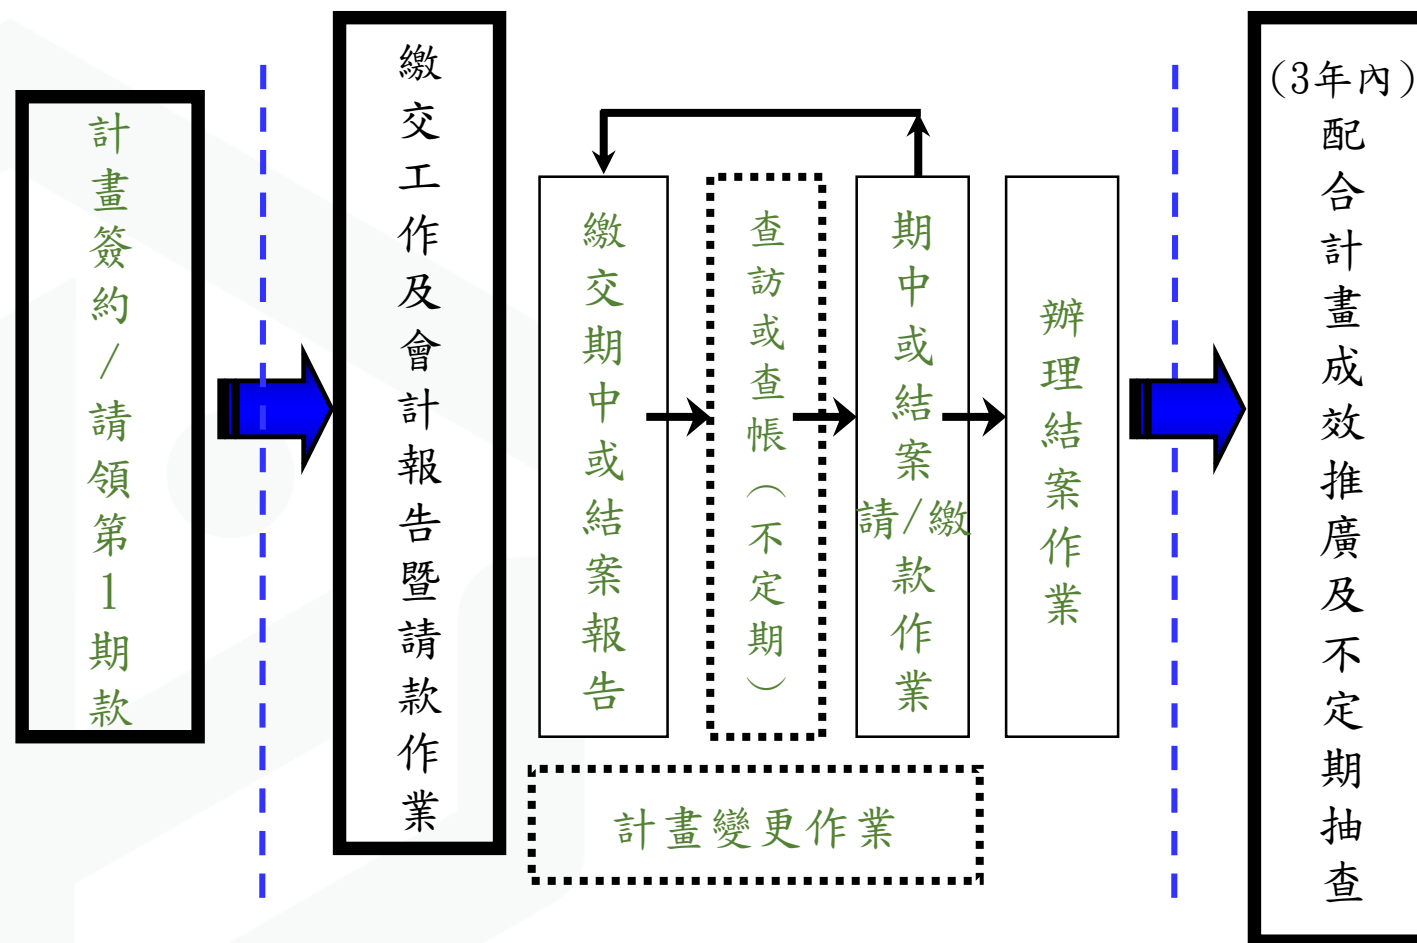 計畫簽約/請領第1期款
繳交工作及會計報告暨請款作業
繳交期中或結案報告
查訪或查帳（不定期）
期中或結案請/繳款作業
辦理結案作業
計畫變更作業
(3年內)配合計畫成效推廣及不定期抽查